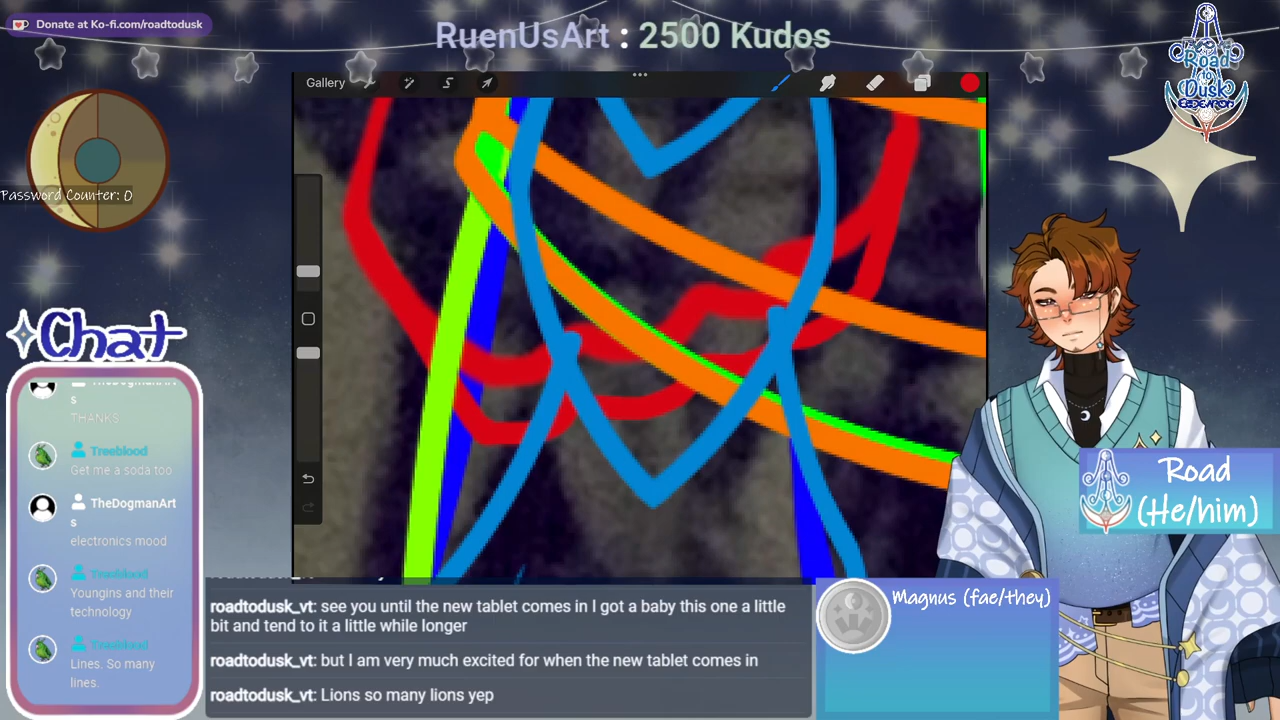 Donate at Ko-fi.com/roadtodusk
RuenUsArt : 2500 Kudos
Road
to
Dusk
Gallery
Password Counter: 0
Chat
s
THANKS
Treeblood
Get me a soda too
TheDogmanArt
s
electronics mood
Treeblood
Youngins and their
technology
Treeblood
Lines. So many
lines.
roadtodusk_vt: see you until the new tablet comes in I got a baby this one a little
bit and tend to it a little while longer
roadtodusk_vt: but I am very much excited for when the new tablet comes in
roadtodusk_vt: Lions so many lions yep
Magnus (fae/they)
Road
(He/him)